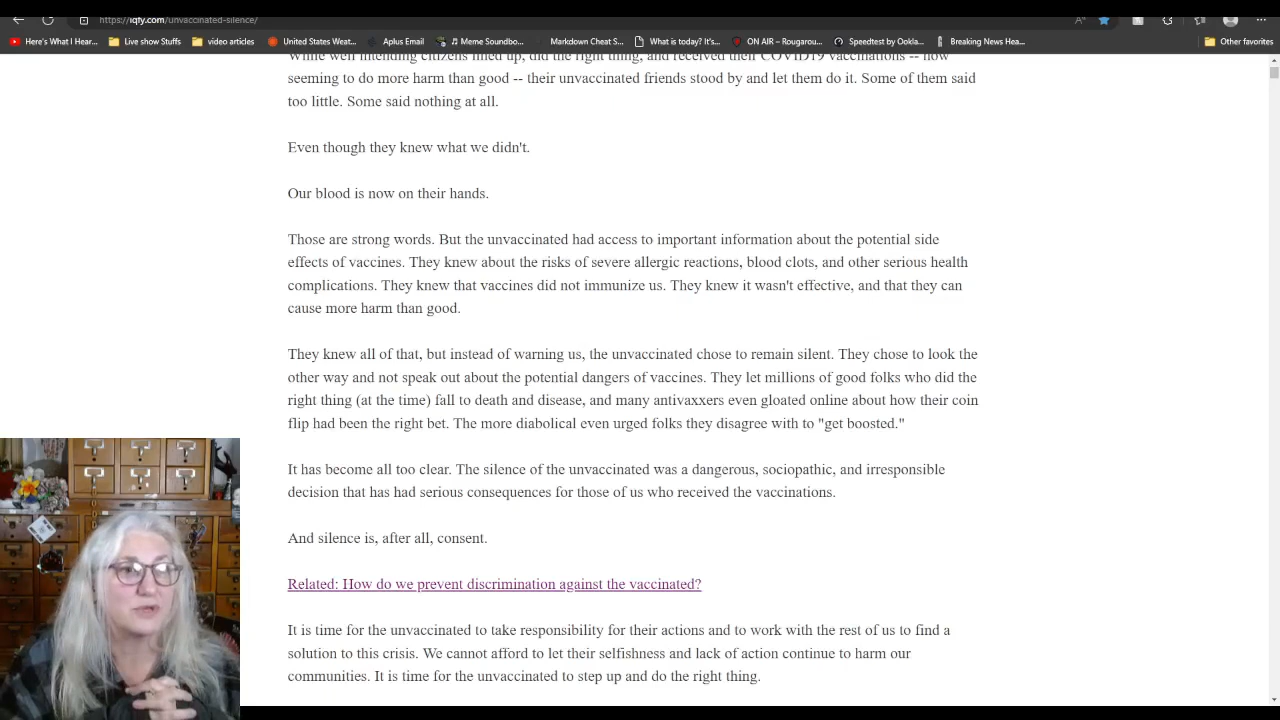 https://iqfy.com/unvaccinated-silence/
Here's What I Hear... Live show Stuffs video articles United States Weat... Aplus Email Meme Soundbo... Markdown Cheat S... What is today? It's... ON AIR – Rougarou... Speedtest by Ookla... Breaking News Hea... Other favorites
While well intending citizens lined up, did the right thing, and received their COVID19 vaccinations -- now
seeming to do more harm than good -- their unvaccinated friends stood by and let them do it. Some of them said
too little. Some said nothing at all.
Even though they knew what we didn't.
Our blood is now on their hands.
Those are strong words. But the unvaccinated had access to important information about the potential side
effects of vaccines. They knew about the risks of severe allergic reactions, blood clots, and other serious health
complications. They knew that vaccines did not immunize us. They knew it wasn't effective, and that they can
cause more harm than good.
They knew all of that, but instead of warning us, the unvaccinated chose to remain silent. They chose to look the
other way and not speak out about the potential dangers of vaccines. They let millions of good folks who did the
right thing (at the time) fall to death and disease, and many antivaxxers even gloated online about how their coin
flip had been the right bet. The more diabolical even urged folks they disagree with to "get boosted."
It has become all too clear. The silence of the unvaccinated was a dangerous, sociopathic, and irresponsible
decision that has had serious consequences for those of us who received the vaccinations.
And silence is, after all, consent.
Related: How do we prevent discrimination against the vaccinated?
It is time for the unvaccinated to take responsibility for their actions and to work with the rest of us to find a
solution to this crisis. We cannot afford to let their selfishness and lack of action continue to harm our
communities. It is time for the unvaccinated to step up and do the right thing.